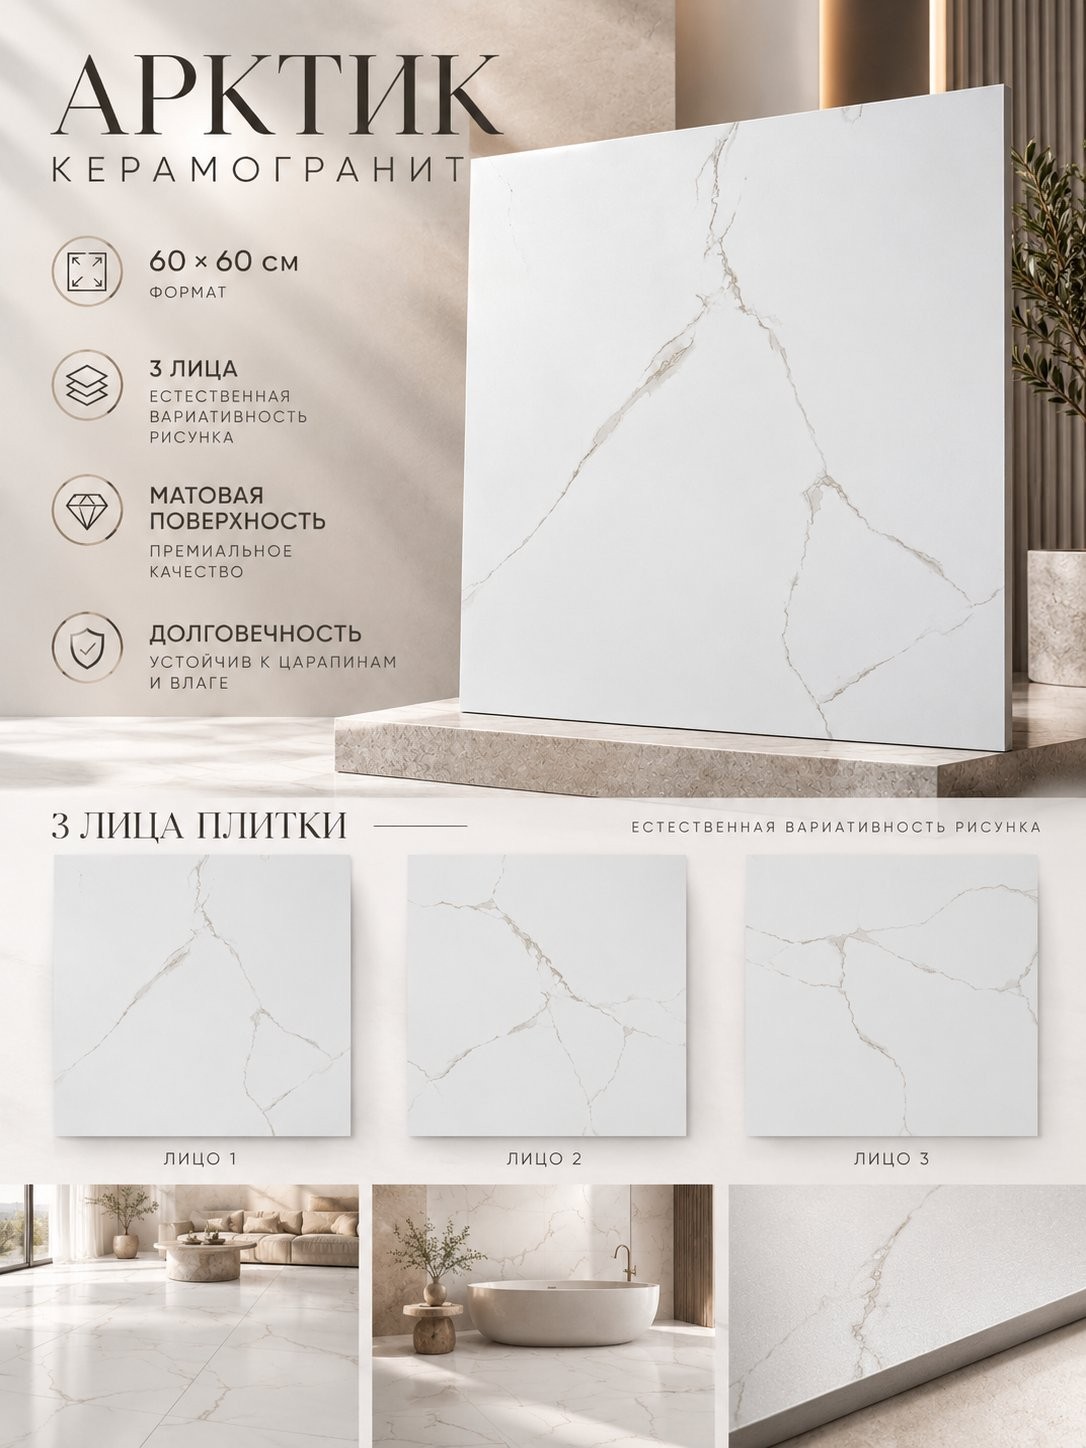 АРКТИК
КЕРАМОГРАНИТ
60 × 60 см
ФОРМАТ
3 ЛИЦА
ЕСТЕСТВЕННАЯ
ВАРИАТИВНОСТЬ
РИСУНКА
МАТОВАЯ
ПОВЕРХНОСТЬ
ПРЕМИАЛЬНОЕ
КАЧЕСТВО
ДОЛГОВЕЧНОСТЬ
УСТОЙЧИВ К ЦАРАПИНАМ
И ВЛАГЕ
3 ЛИЦА ПЛИТКИ
ЕСТЕСТВЕННАЯ ВАРИАТИВНОСТЬ РИСУНКА
ЛИЦО 1
ЛИЦО 2
ЛИЦО 3